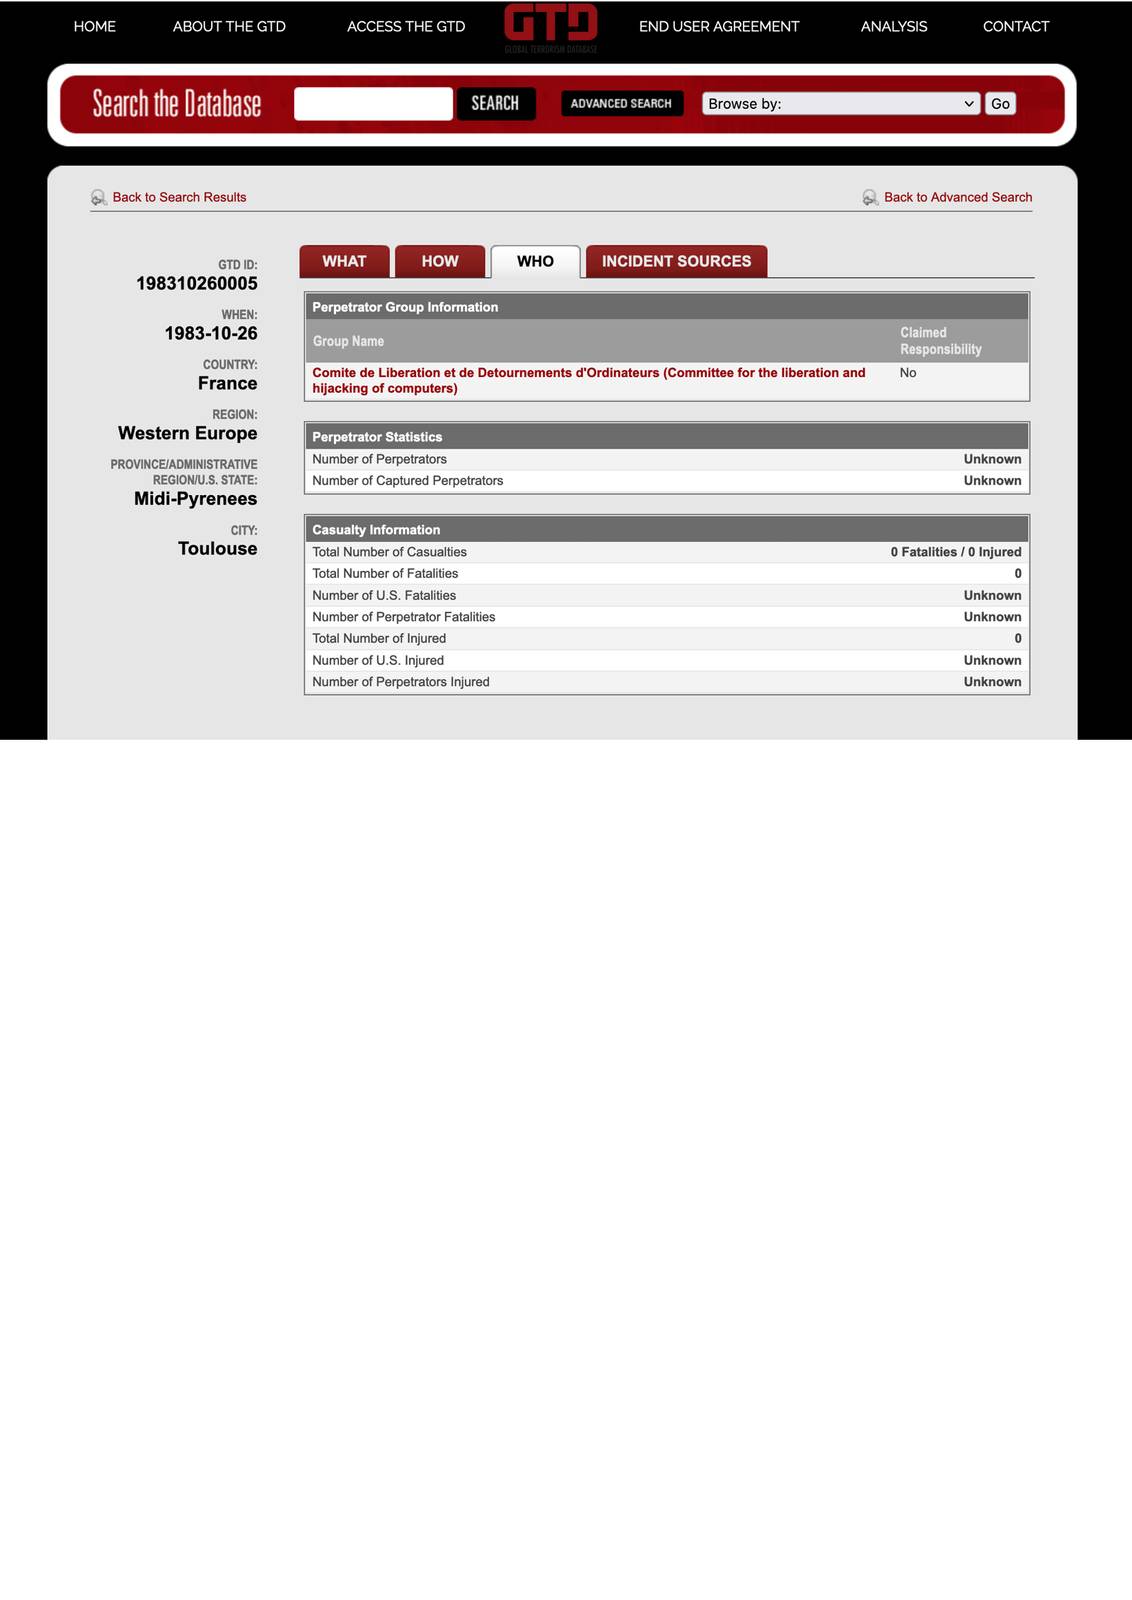 HOME ABOUT THE GTD ACCESS THE GTD GTD END USER AGREEMENT ANALYSIS CONTACT
GLOBAL TERRORISM DATABASE
Search the Database SEARCH ADVANCED SEARCH Browse by: Go
Back to Search Results Back to Advanced Search
GTD ID:
198310260005
WHEN:
1983-10-26
COUNTRY:
France
REGION:
Western Europe
PROVINCE/ADMINISTRATIVE
REGION/U.S. STATE:
Midi-Pyrenees
CITY:
Toulouse
WHAT HOW WHO INCIDENT SOURCES
Perpetrator Group Information
Group Name Claimed
Responsibility
Comite de Liberation et de Detournements d'Ordinateurs (Committee for the liberation and No
hijacking of computers)
Perpetrator Statistics
Number of Perpetrators Unknown
Number of Captured Perpetrators Unknown
Casualty Information
Total Number of Casualties 0 Fatalities / 0 Injured
Total Number of Fatalities 0
Number of U.S. Fatalities Unknown
Number of Perpetrator Fatalities Unknown
Total Number of Injured 0
Number of U.S. Injured Unknown
Number of Perpetrators Injured Unknown